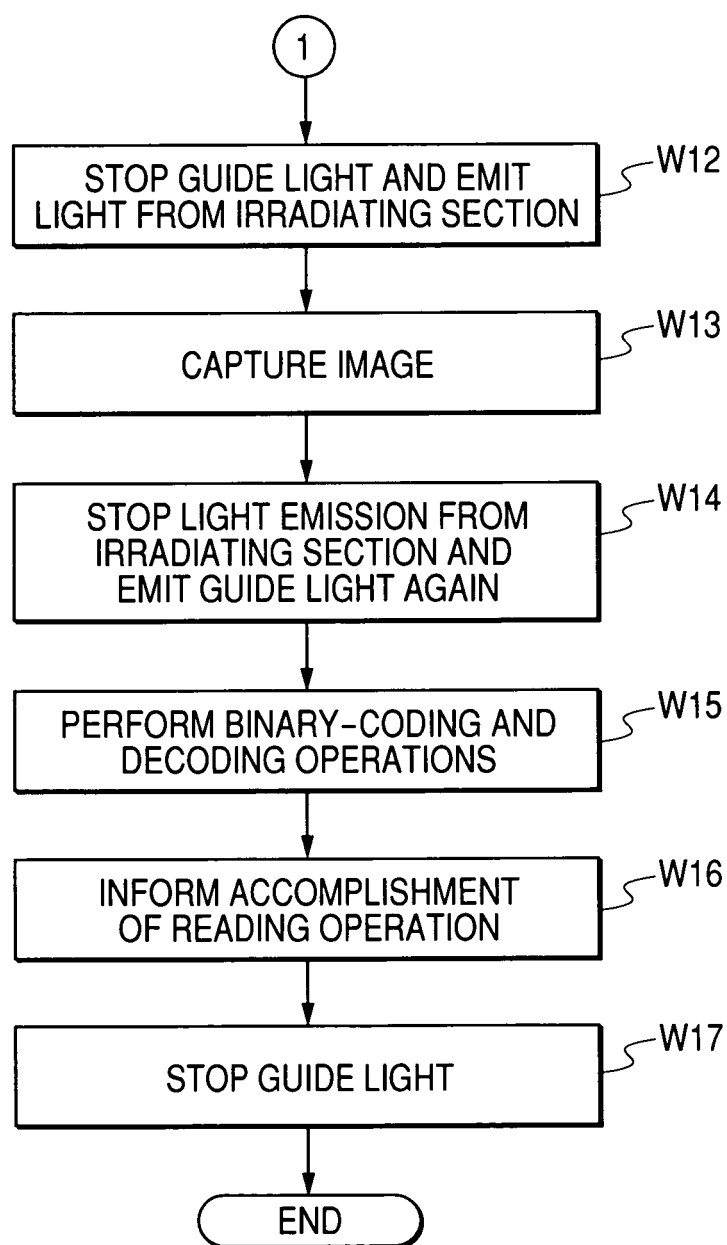 1
STOP GUIDE LIGHT AND EMIT
LIGHT FROM IRRADIATING SECTION
W12
CAPTURE IMAGE
W13
STOP LIGHT EMISSION FROM
IRRADIATING SECTION AND
EMIT GUIDE LIGHT AGAIN
W14
PERFORM BINARY-CODING AND
DECODING OPERATIONS
W15
INFORM ACCOMPLISHMENT
OF READING OPERATION
W16
STOP GUIDE LIGHT
W17
END